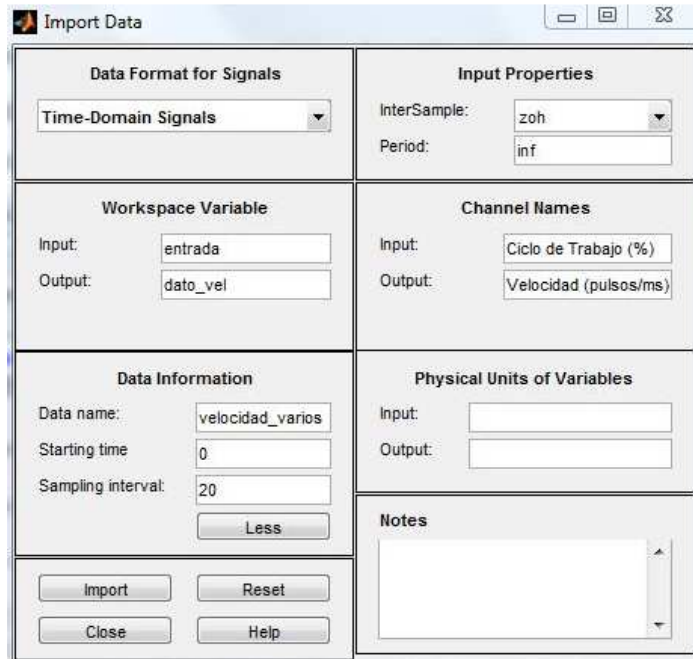 Import Data
Data Format for Signals
Time-Domain Signals
Workspace Variable
Input: entrada
Output: dato_vel
Data Information
Data name: velocidad_varios
Starting time 0
Sampling interval: 20
Less
Import Reset
Close Help
Input Properties
InterSample: zoh
Period: inf
Channel Names
Input: Ciclo de Trabajo (%)
Output: Velocidad (pulsos/ms)
Physical Units of Variables
Input:
Output:
Notes